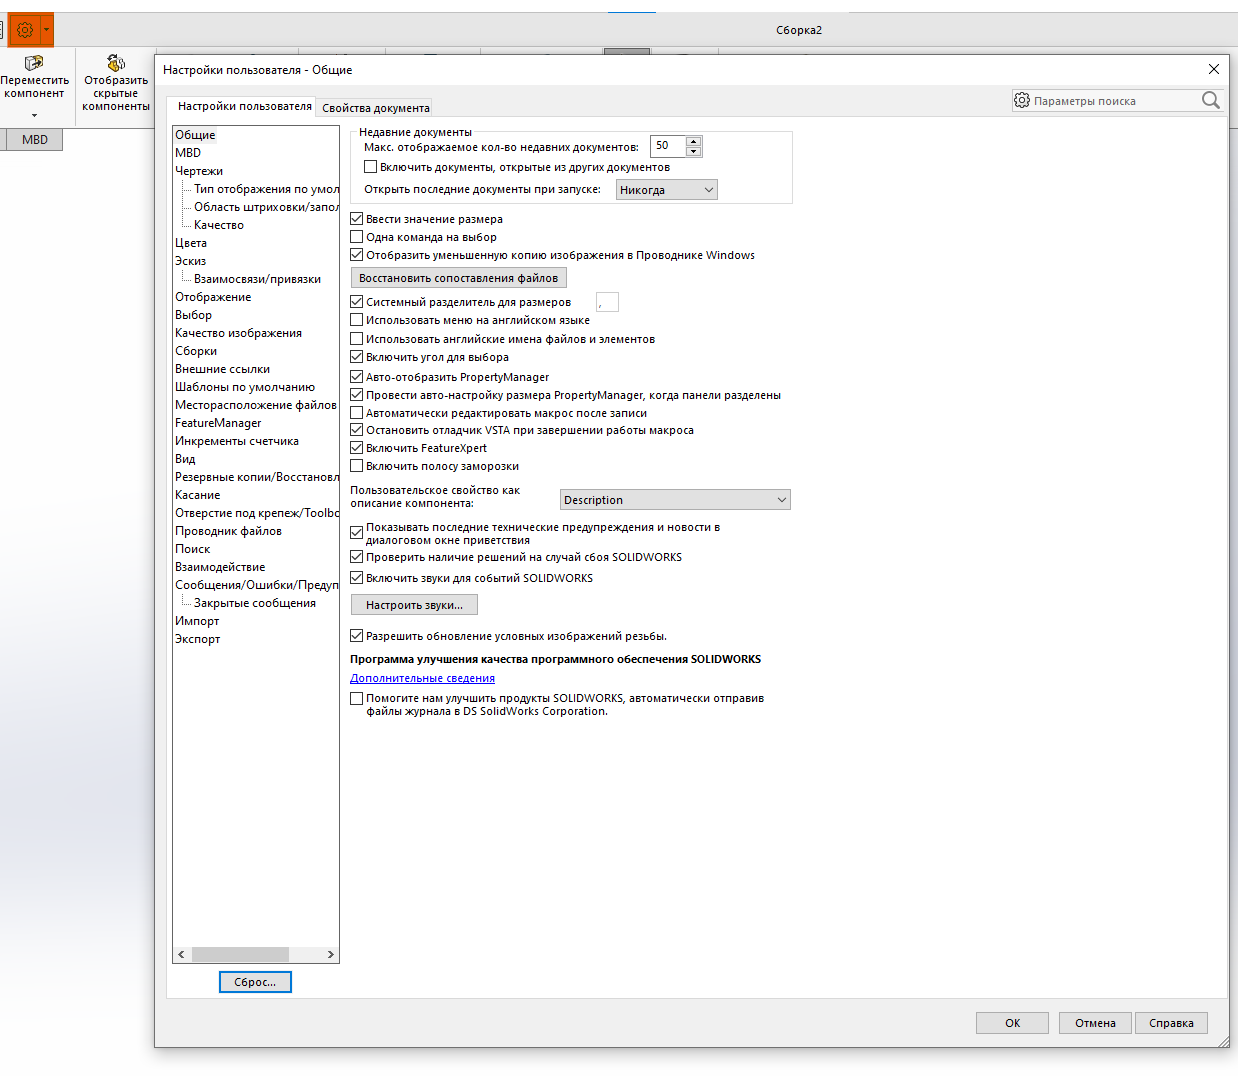 Сборка2
Переместить
компонент
Отобразить
скрытые
компоненты
MBD
Настройки пользователя - Общие
Настройки пользователя
Свойства документа
Параметры поиска
Общие
MBD
Чертежи
Тип отображения по умол
Область штриховки/запол
Качество
Цвета
Эскиз
Взаимосвязи/привязки
Отображение
Выбор
Качество изображения
Сборки
Внешние ссылки
Шаблоны по умолчанию
Месторасположение файлов
FeatureManager
Инкременты счетчика
Вид
Резервные копии/Восстановл
Касание
Отверстие под крепеж/Toolbo
Проводник файлов
Поиск
Взаимодействие
Сообщения/Ошибки/Предуп
Закрытые сообщения
Импорт
Экспорт
Сброс...
Недавние документы
Макс. отображаемое кол-во недавних документов: 50
Включить документы, открытые из других документов
Открыть последние документы при запуске: Никогда
Ввести значение размера
Одна команда на выбор
Отобразить уменьшенную копию изображения в Проводнике Windows
Восстановить сопоставления файлов
Системный разделитель для размеров ,
Использовать меню на английском языке
Использовать английские имена файлов и элементов
Включить угол для выбора
Авто-отобразить PropertyManager
Провести авто-настройку размера PropertyManager, когда панели разделены
Автоматически редактировать макрос после записи
Остановить отладчик VSTA при завершении работы макроса
Включить FeatureXpert
Включить полосу заморозки
Пользовательское свойство как
описание компонента:
Description
Показывать последние технические предупреждения и новости в
диалоговом окне приветствия
Проверить наличие решений на случай сбоя SOLIDWORKS
Включить звуки для событий SOLIDWORKS
Настроить звуки...
Разрешить обновление условных изображений резьбы.
Программа улучшения качества программного обеспечения SOLIDWORKS
Дополнительные сведения
Помогите нам улучшить продукты SOLIDWORKS, автоматически отправив
файлы журнала в DS SolidWorks Corporation.
OK
Отмена
Справка